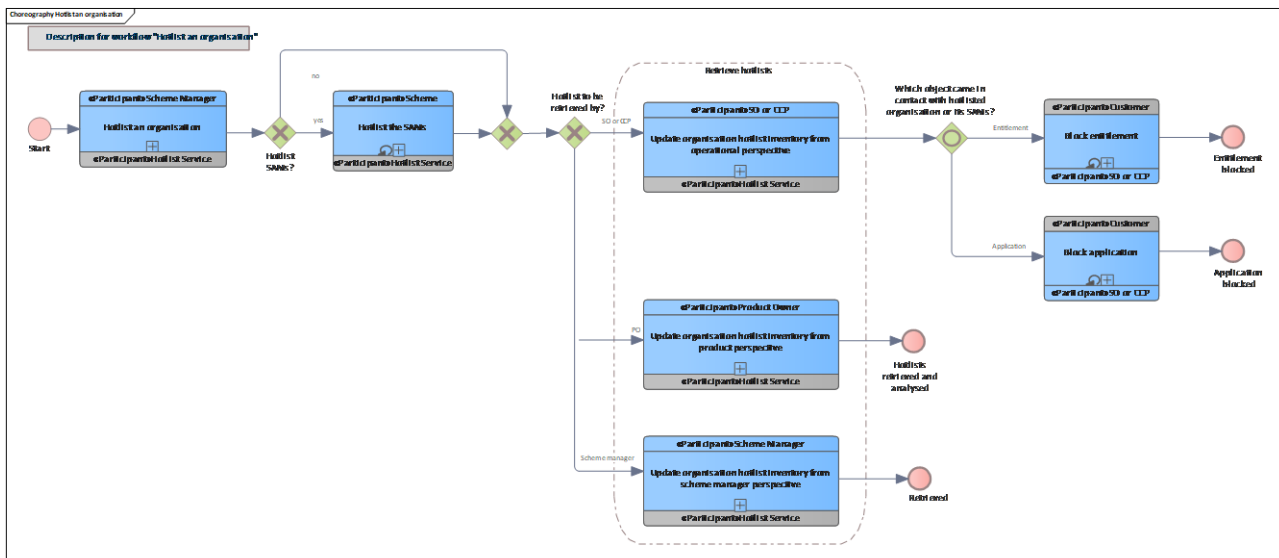 Choreography Hotlist an organisation
Description for workflow "Hotlist an organisation"
Start
«Participant» Scheme Manager
Hotlist an organisation
«Participant» Hotlist Service
no
yes
Hotlist
SAMs?
«Participant» Scheme
Hotlist the SAMs
«Participant» Hotlist Service
Hotlist to be
retrieved by?
SO or CCP
PO
Scheme manager
Retrieve hotlists
«Participant» SO or CCP
Update organisation hotlist inventory from
operational perspective
«Participant» Hotlist Service
«Participant» Product Owner
Update organisation hotlist inventory from
product perspective
«Participant» Hotlist Service
Hotlists
retrieved and
analysed
«Participant» Scheme Manager
Update organisation hotlist inventory from
scheme manager perspective
«Participant» Hotlist Service
Retrieved
Which object came in
contact with hotlisted
organisation or its SAMs?
Entitlement
Application
«Participant» Customer
Block entitlement
«Participant» SO or CCP
Entitlement
blocked
«Participant» Customer
Block application
«Participant» SO or CCP
Application
blocked